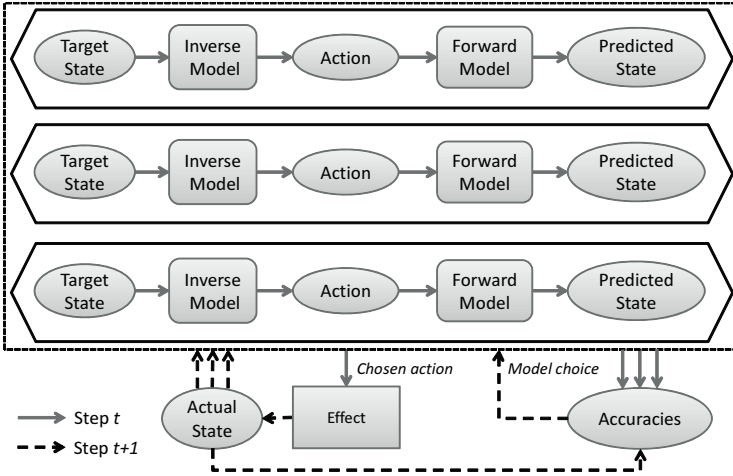 Target State
Inverse Model
Action
Forward Model
Predicted State
Target State
Inverse Model
Action
Forward Model
Predicted State
Target State
Inverse Model
Action
Forward Model
Predicted State
Chosen action
Model choice
Step t
Step t+1
Actual State
Effect
Accuracies